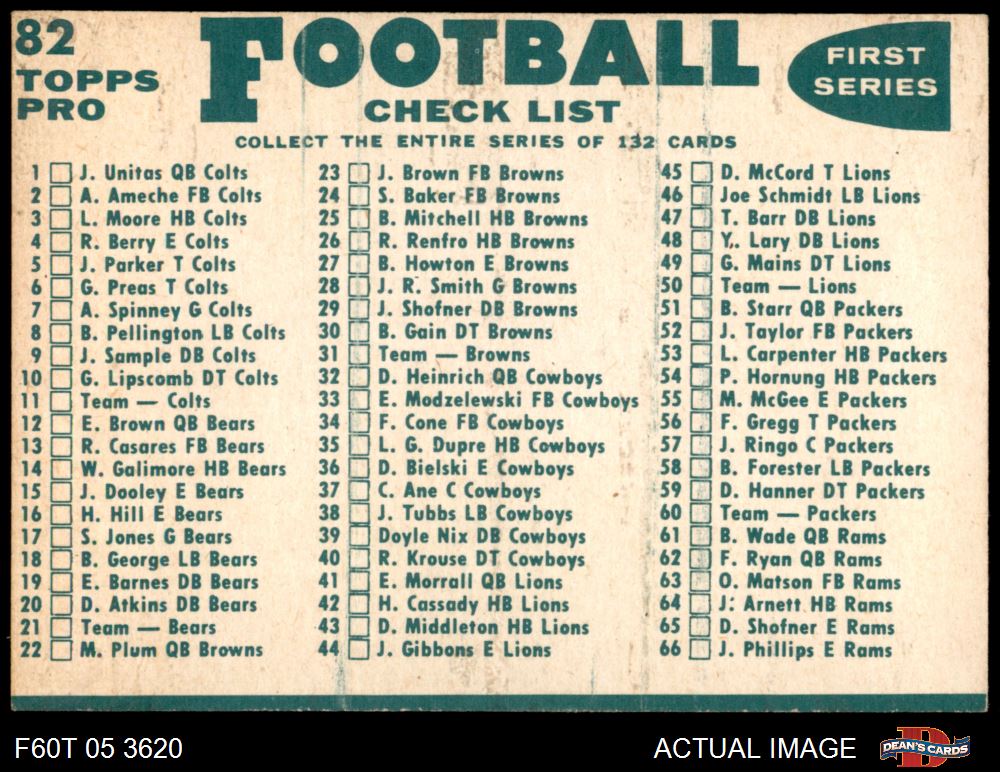 82
TOPPS
PRO
FOOTBALL
CHECK LIST
FIRST
SERIES
COLLECT THE ENTIRE SERIES OF 132 CARDS
1 J. Unitas QB Colts
2 A. Ameche FB Colts
3 L. Moore HB Colts
4 R. Berry E Colts
5 J. Parker T Colts
6 G. Preas T Colts
7 A. Spinney G Colts
8 B. Pellington LB Colts
9 J. Sample DB Colts
10 G. Lipscomb DT Colts
11 Team — Colts
12 E. Brown QB Bears
13 R. Casares FB Bears
14 W. Galimore HB Bears
15 J. Dooley E Bears
16 H. Hill E Bears
17 S. Jones G Bears
18 B. George LB Bears
19 E. Barnes DB Bears
20 D. Atkins DB Bears
21 Team — Bears
22 M. Plum QB Browns
23 J. Brown FB Browns
24 S. Baker FB Browns
25 B. Mitchell HB Browns
26 R. Renfro HB Browns
27 B. Howton E Browns
28 J. R. Smith G Browns
29 J. Shofner DB Browns
30 B. Gain DT Browns
31 Team — Browns
32 D. Heinrich QB Cowboys
33 E. Modzelewski FB Cowboys
34 F. Cone FB Cowboys
35 L. G. Dupre HB Cowboys
36 D. Bielski E Cowboys
37 C. Ane C Cowboys
38 J. Tubbs LB Cowboys
39 Doyle Nix DB Cowboys
40 R. Krouse DT Cowboys
41 E. Morrall QB Lions
42 H. Cassady HB Lions
43 D. Middleton HB Lions
44 J. Gibbons E Lions
45 D. McCord T Lions
46 Joe Schmidt LB Lions
47 T. Barr DB Lions
48 Y. Lary DB Lions
49 G. Mains DT Lions
50 Team — Lions
51 B. Starr QB Packers
52 J. Taylor FB Packers
53 L. Carpenter HB Packers
54 P. Hornung HB Packers
55 M. McGee E Packers
56 F. Gregg T Packers
57 J. Ringo C Packers
58 B. Forester LB Packers
59 D. Hanner DT Packers
60 Team — Packers
61 B. Wade QB Rams
62 F. Ryan QB Rams
63 O. Matson FB Rams
64 J. Arnett HB Rams
65 D. Shofner E Rams
66 J. Phillips E Rams
F60T 05 3620
ACTUAL IMAGE
DEAN'S CARDS